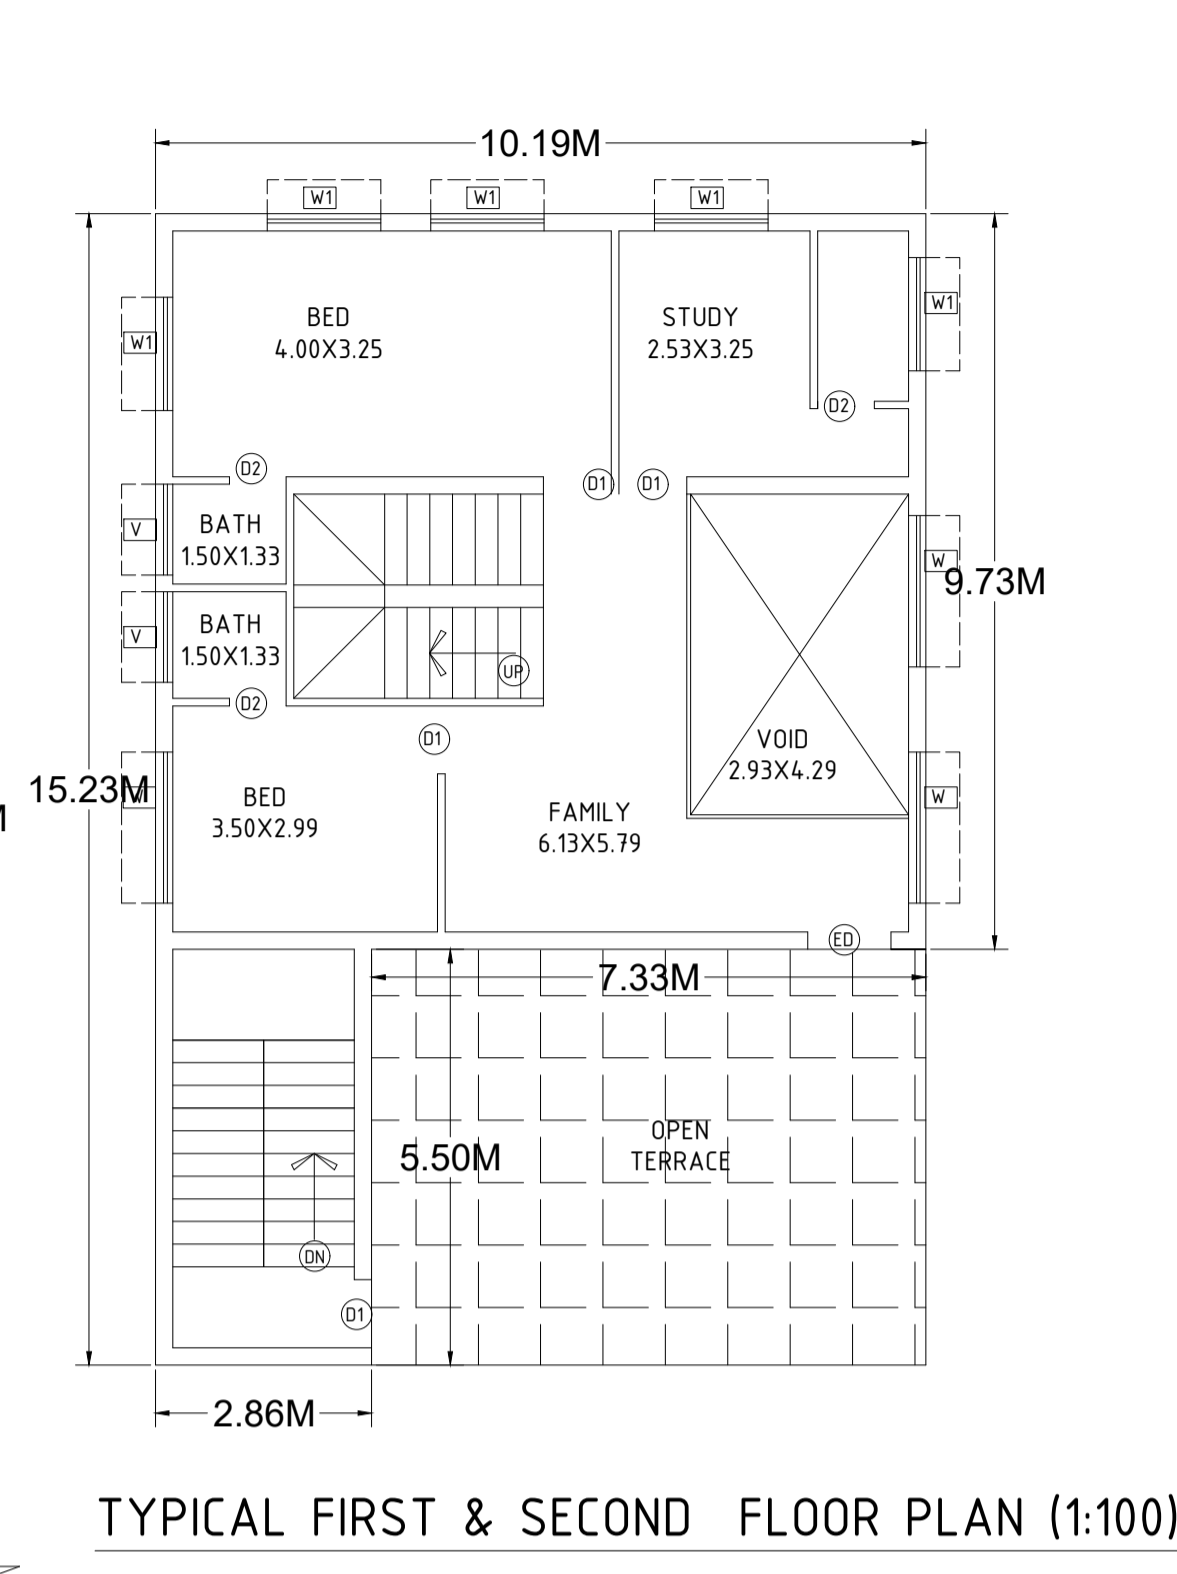 10.19M
W1
W1
W1
W1
W1
BED
4.00X3.25
STUDY
2.53X3.25
D2
D2
D1
D1
V
BATH
1.50X1.33
W
9.73M
V
BATH
1.50X1.33
UP
D2
D1
VOID
2.93X4.29
15.23M
W
W
BED
3.50X2.99
FAMILY
6.13X5.79
ED
7.33M
OPEN
TERRACE
5.50M
DN
D1
2.86M
TYPICAL FIRST & SECOND FLOOR PLAN (1:100)